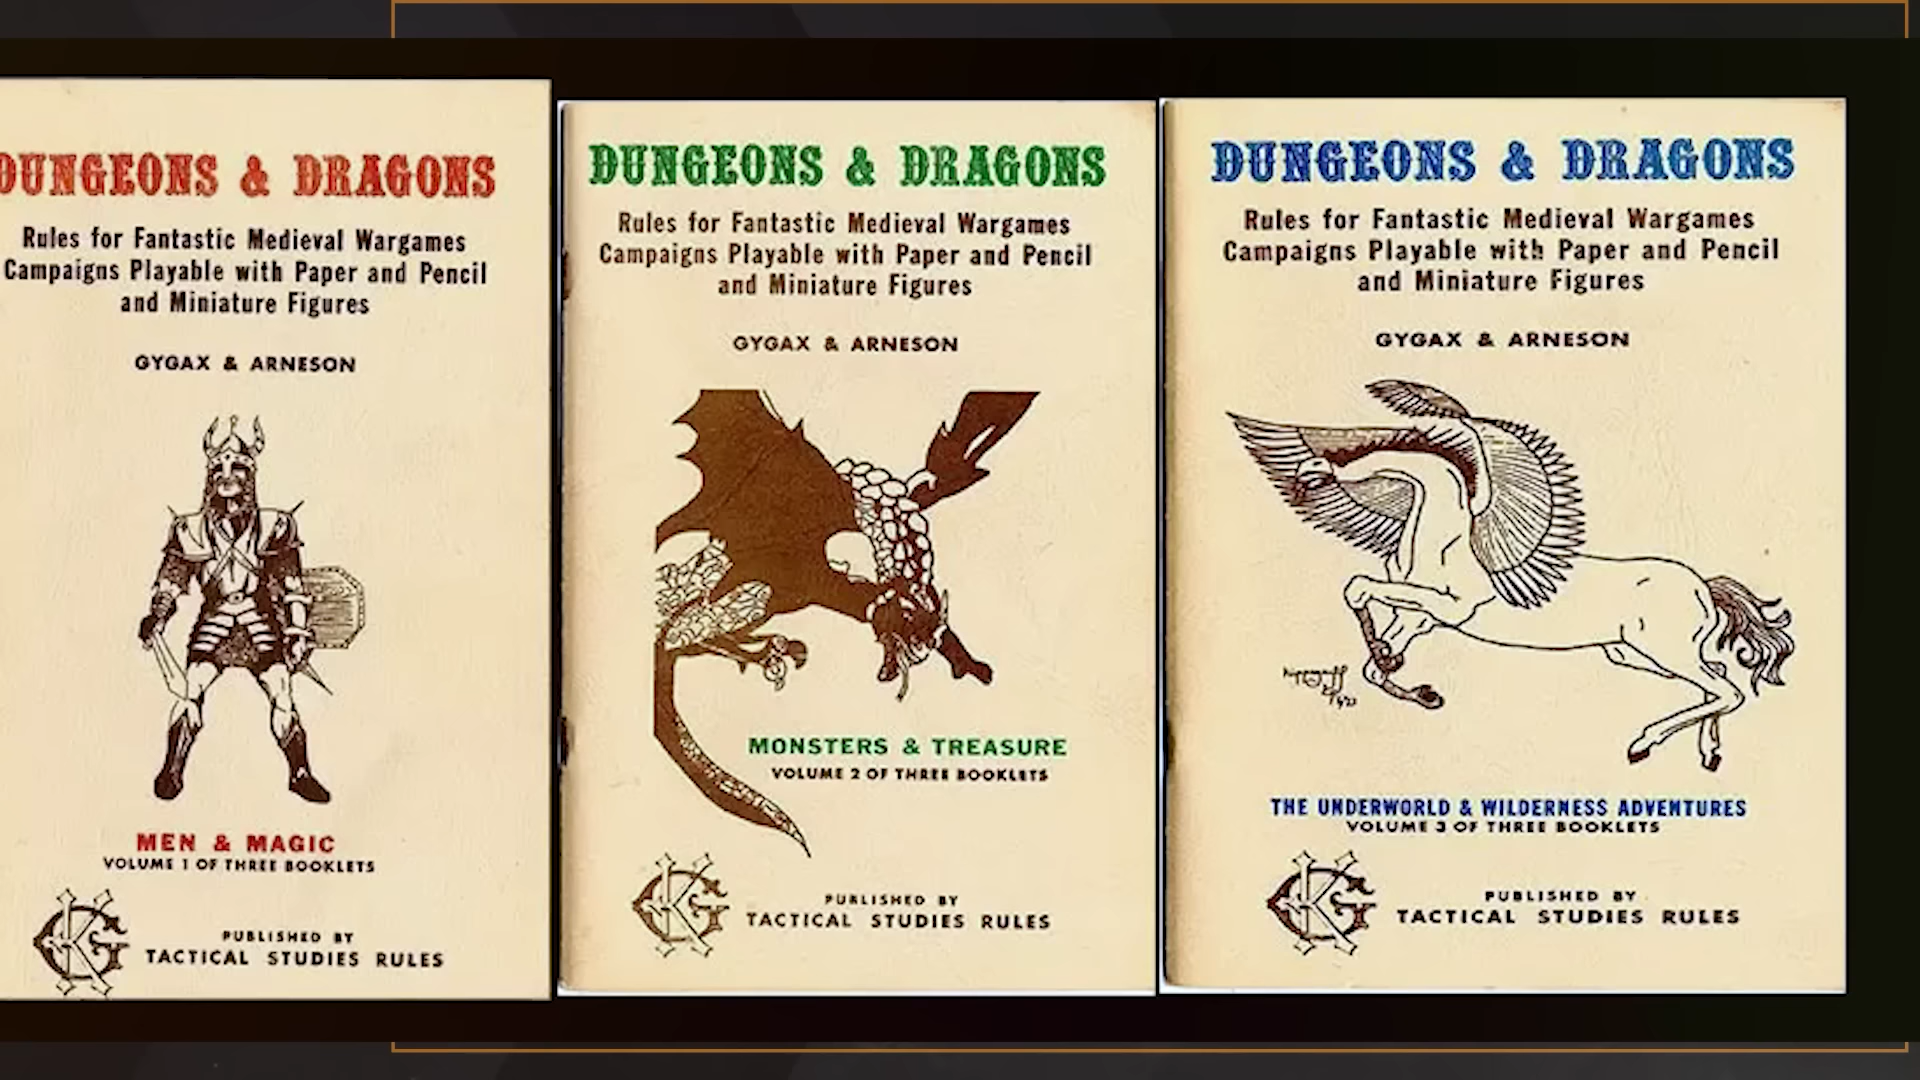 DUNGEONS & DRAGONS
Rules for Fantastic Medieval Wargames
Campaigns Playable with Paper and Pencil
and Miniature Figures
GYGAX & ARNESON
MEN & MAGIC
VOLUME 1 OF THREE BOOKLETS
GK
PUBLISHED BY
TACTICAL STUDIES RULES
DUNGEONS & DRAGONS
Rules for Fantastic Medieval Wargames
Campaigns Playable with Paper and Pencil
and Miniature Figures
GYGAX & ARNESON
MONSTERS & TREASURE
VOLUME 2 OF THREE BOOKLETS
GK
PUBLISHED BY
TACTICAL STUDIES RULES
DUNGEONS & DRAGONS
Rules for Fantastic Medieval Wargames
Campaigns Playable with Paper and Pencil
and Miniature Figures
GYGAX & ARNESON
THE UNDERWORLD & WILDERNESS ADVENTURES
VOLUME 3 OF THREE BOOKLETS
GK
PUBLISHED BY
TACTICAL STUDIES RULES